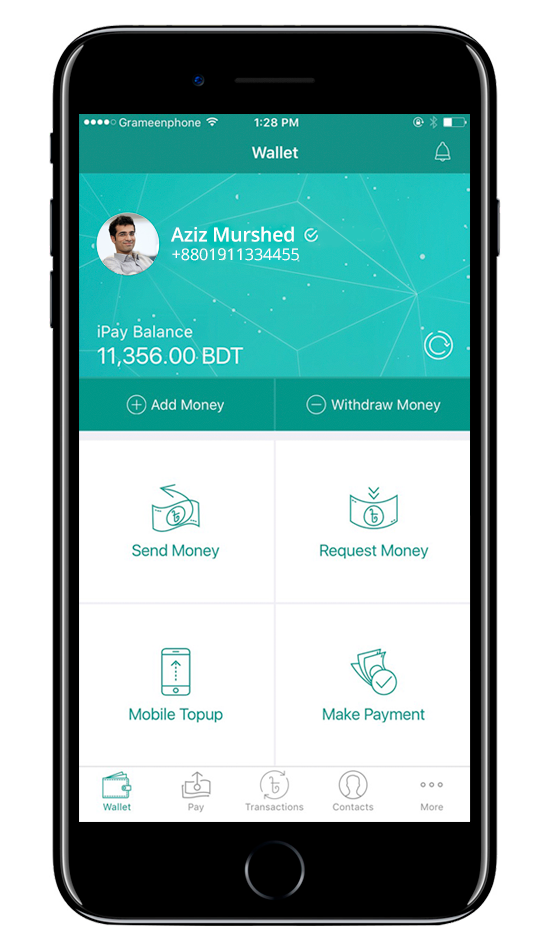 Grameenphone 1:28 PM
Wallet
Aziz Murshed
+8801911334455
iPay Balance
11,356.00 BDT
Add Money Withdraw Money
৳ ৳
Send Money Request Money
Mobile Topup Make Payment
৳
Wallet Pay Transactions Contacts More